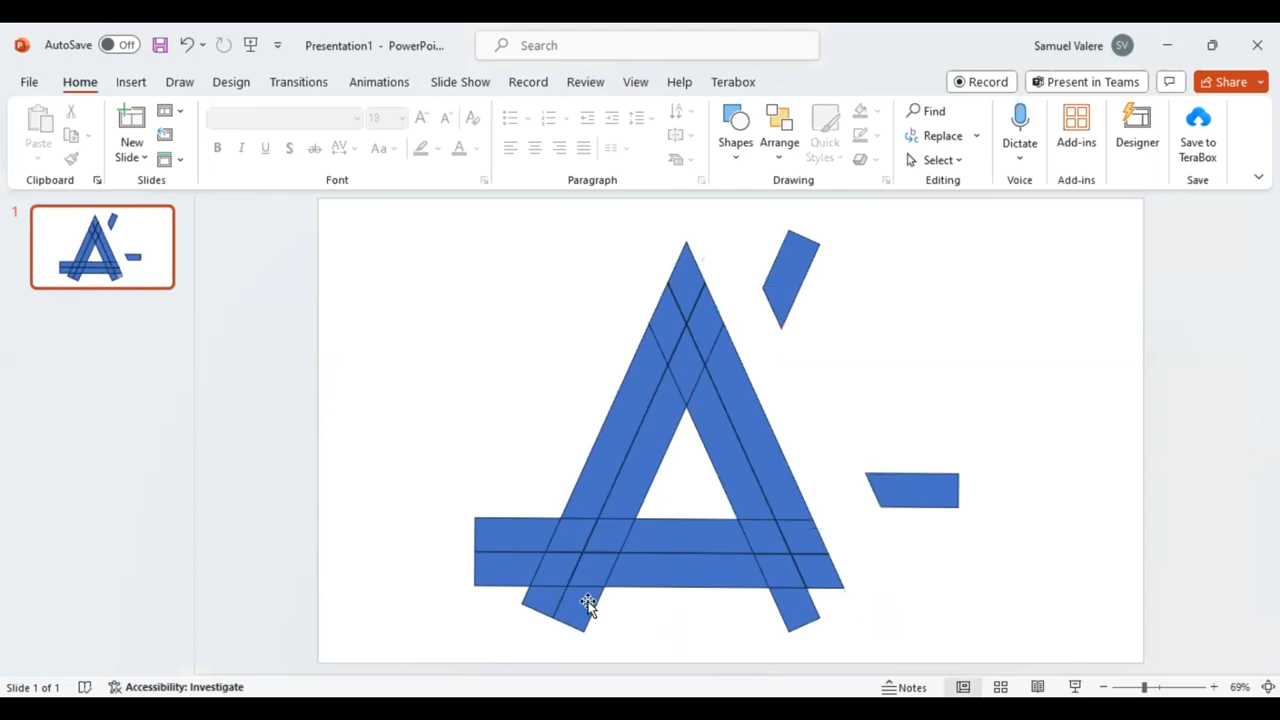 AutoSave Off Presentation1 - PowerPoi... Search Samuel Valere SV
File Home Insert Draw Design Transitions Animations Slide Show Record Review View Help Terabox Record Present in Teams Share
Paste
Clipboard
New
Slide
Slides
18
B I U S ab AV Aa A
Font
Paragraph
Shapes Arrange Quick
Styles
Drawing
Find
Replace
Select
Editing
Dictate
Voice
Add-ins
Add-ins
Designer
Save to
TeraBox
Save
1
Slide 1 of 1 Accessibility: Investigate Notes 69%